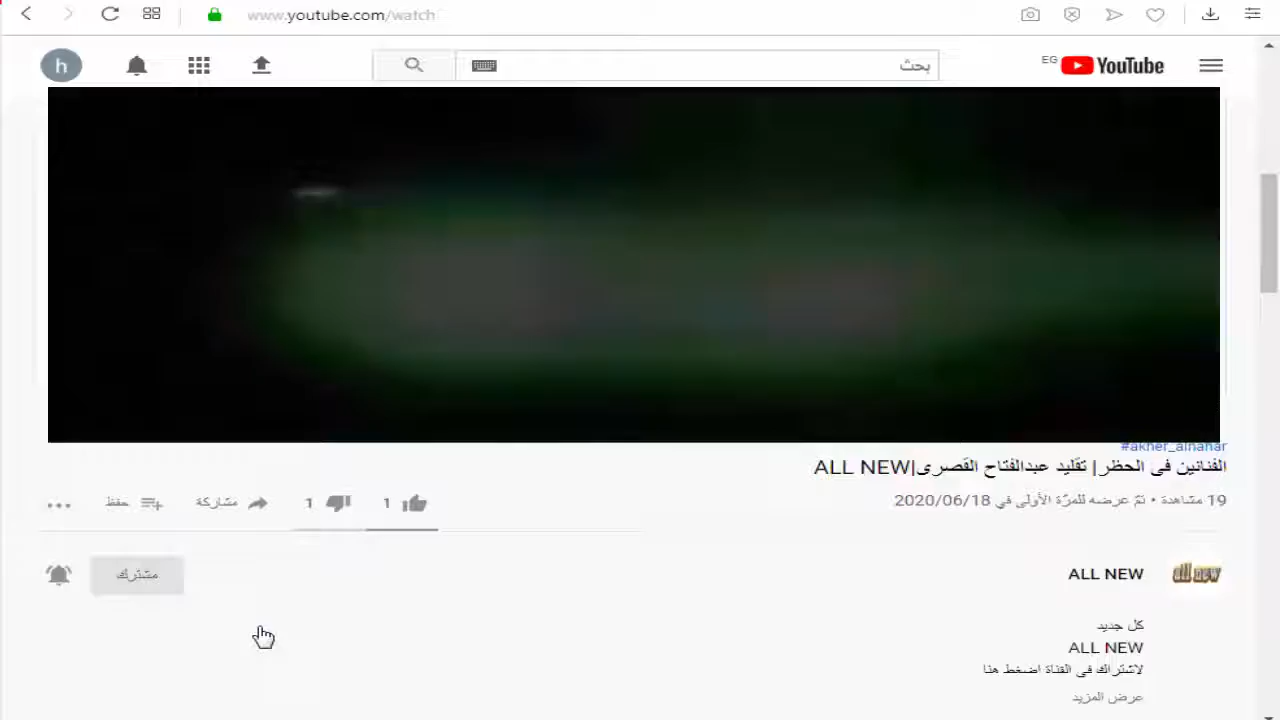 www.youtube.com/watch
h
بحث
YouTube EG
#akher_alnahar
الفنانين فى الحظر| تقليد عبدالفتاح القصرى|ALL NEW
19 مشاهدة • تمّ عرضه للمرّة الأولى في 2020/06/18
1
1
مشاركة
حفظ
all new
ALL NEW
مشترك
كل جديد
ALL NEW
لاشتراك فى القناة اضغط هنا
عرض المزيد